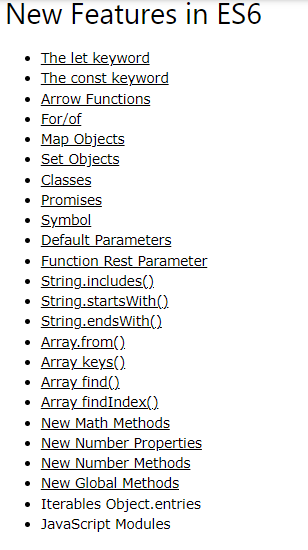 New Features in ES6
The let keyword
The const keyword
Arrow Functions
For/of
Map Objects
Set Objects
Classes
Promises
Symbol
Default Parameters
Function Rest Parameter
String.includes()
String.startsWith()
String.endsWith()
Array.from()
Array keys()
Array find()
Array findIndex()
New Math Methods
New Number Properties
New Number Methods
New Global Methods
Iterables Object.entries
JavaScript Modules